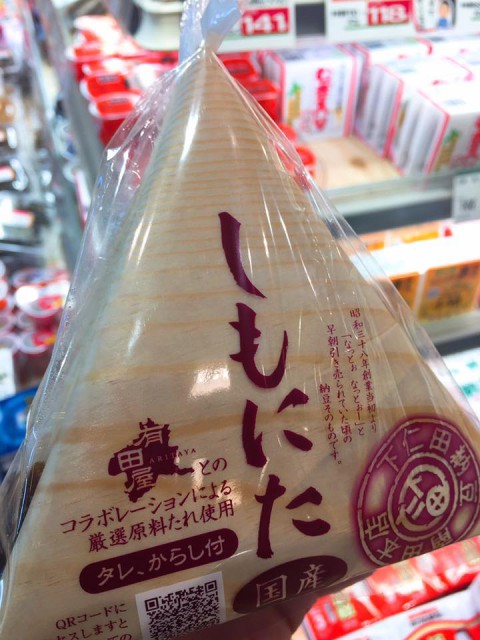 141
118
しもにた
昭和三十八年創業当初より
「なっとぉ なっとぉー」と
早朝引き売られていた頃の
納豆そのものです。
有田屋
ARITAYA
との
コラボレーションによる
厳選原料たれ使用
タレ、からし付
国産
下仁田納豆
QRコードに